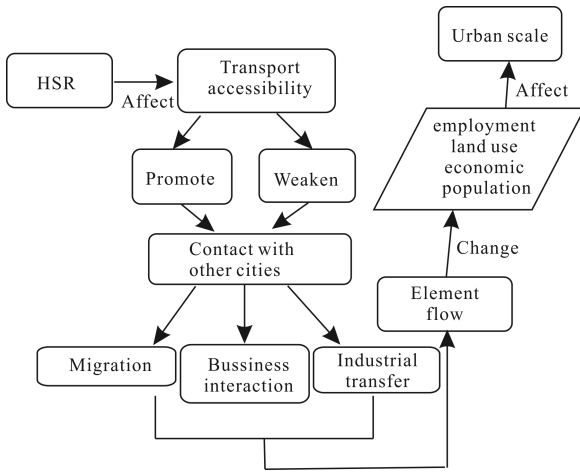 HSR
Affect
Transport
accessibility
Promote
Weaken
Contact with
other cities
Migration
Bussiness
interaction
Industrial
transfer
Element
flow
Change
employment
land use
economic
population
Affect
Urban scale